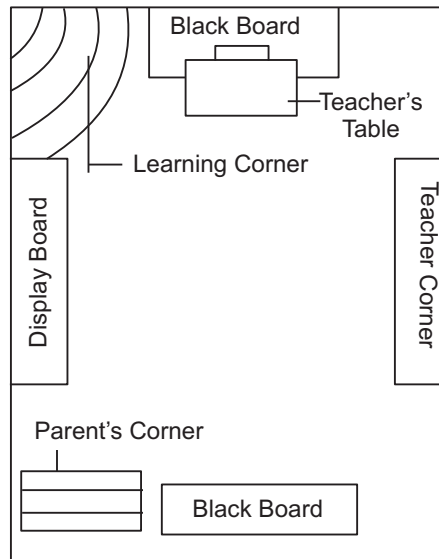 Black Board
Teacher's
Table
Learning Corner
Display Board
Teacher Corner
Parent's Corner
Black Board